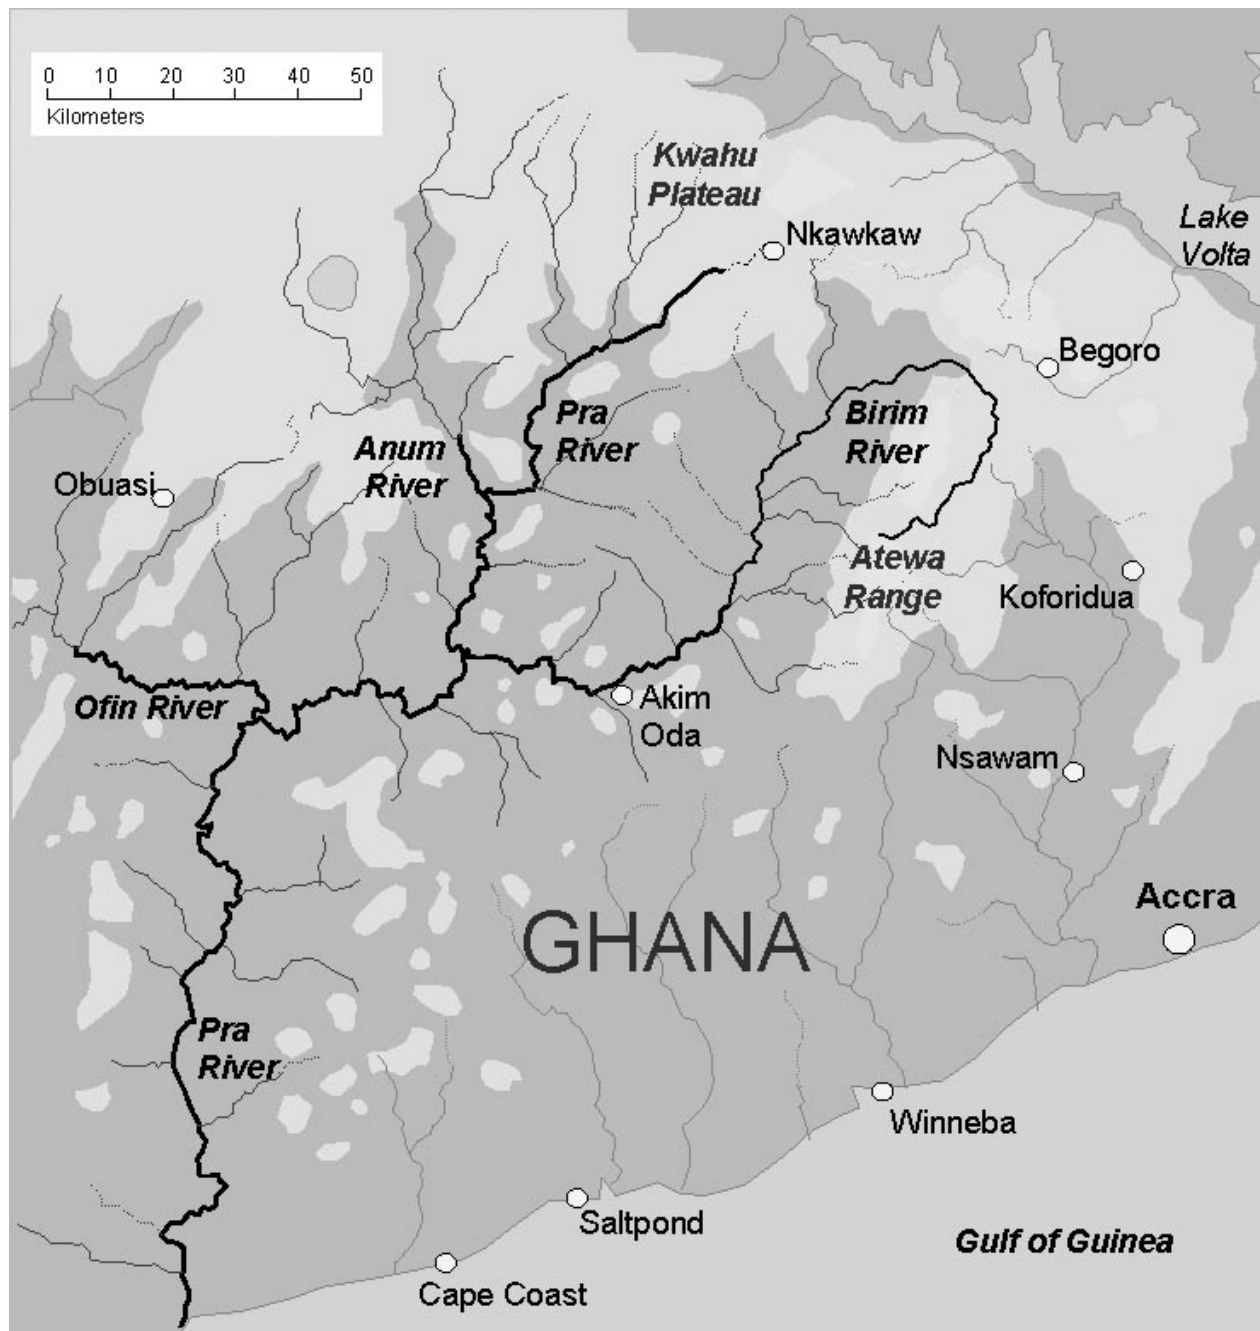 0 10 20 30 40 50
Kilometers
Kwahu
Plateau
Nkawkaw
Lake
Volta
Begoro
Pra
River
Birim
River
Anum
River
Obuasi
Atewa
Range
Koforidua
Ofin River
Akim
Oda
Nsawam
Accra
GHANA
Pra
River
Winneba
Saltpond
Gulf of Guinea
Cape Coast